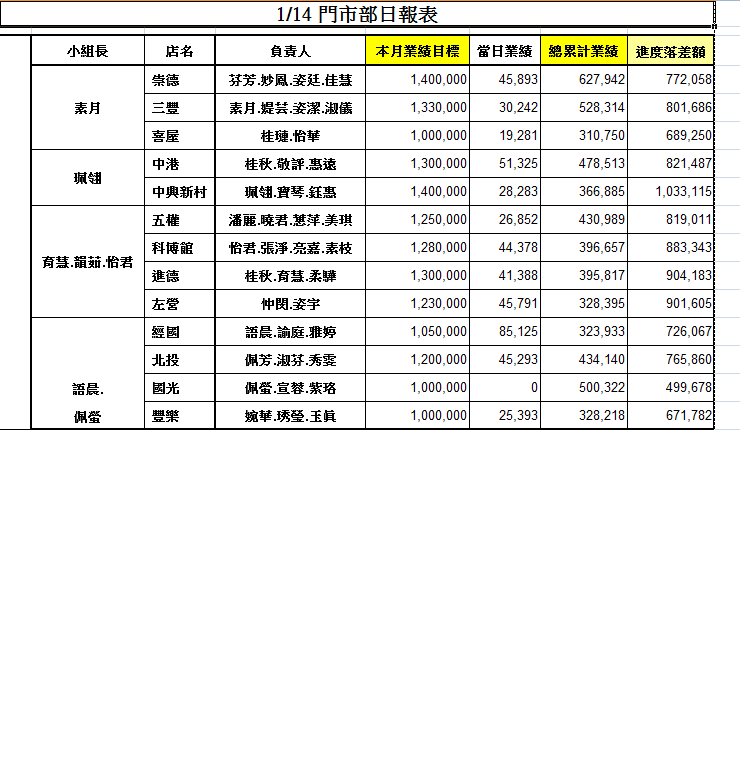 1/14 門市部日報表
小組長 店名 負責人 本月業績目標 當日業績 總累計業績 進度落差額
素月 崇德 芬芳.妙鳳.姿廷.佳慧 1,400,000 45,893 627,942 772,058
三豐 素月.緹芸.姿潔.淑儀 1,330,000 30,242 528,314 801,686
喜屋 桂瑳.怡華 1,000,000 19,281 310,750 689,250
珮翎 中港 桂秋.敬評.惠遠 1,300,000 51,325 478,513 821,487
中興新村 珮翎.寶琴.鈺惠 1,400,000 28,283 366,885 1,033,115
育慧.韻茹.怡君 五權 潘麗.曉君.蕙萍.美琪 1,250,000 26,852 430,989 819,011
科博館 怡君.張淨.亮嘉.素枝 1,280,000 44,378 396,657 883,343
進德 桂秋.育慧.柔驊 1,300,000 41,388 395,817 904,183
左營 仲閔.姿宇 1,230,000 45,791 328,395 901,605
經國 語晨.諭庭.雅婷 1,050,000 85,125 323,933 726,067
北投 佩芳.淑芬.秀雯 1,200,000 45,293 434,140 765,860
語晨. 國光 佩螢.宣蓉.紫珞 1,000,000 0 500,322 499,678
佩螢 豐樂 婉華.琇瑩.玉眞 1,000,000 25,393 328,218 671,782